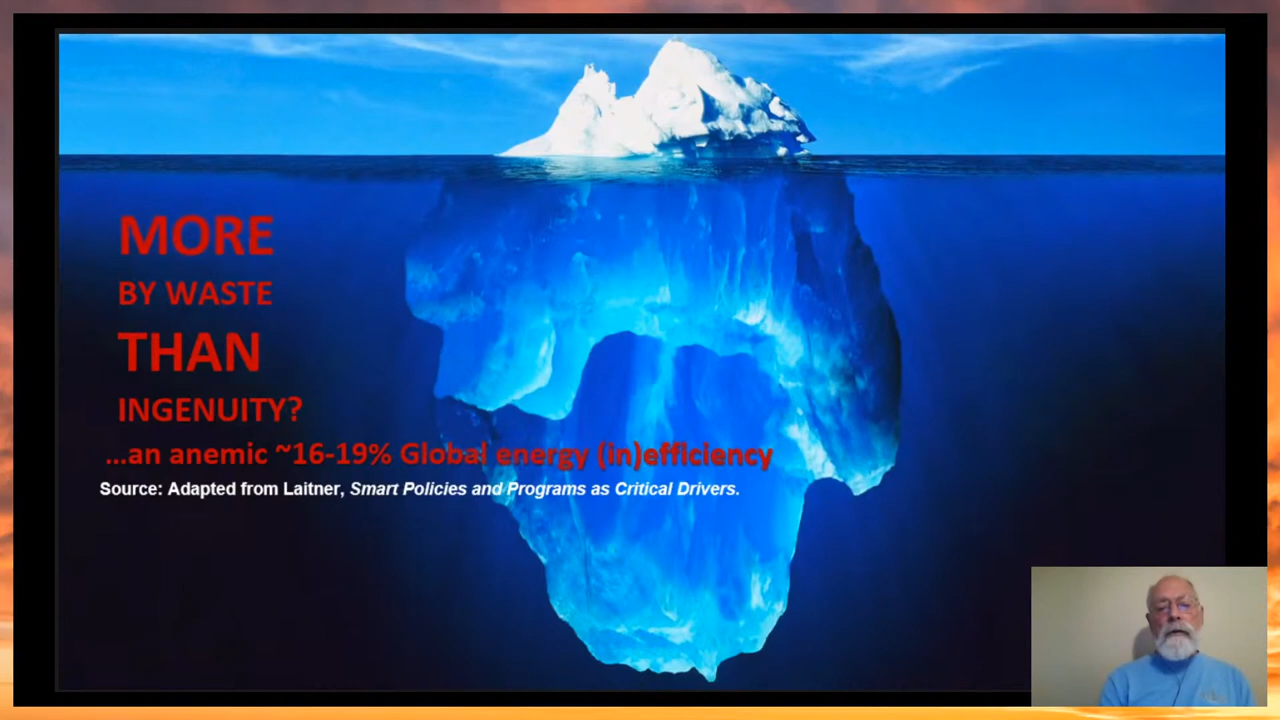 MORE
BY WASTE
THAN
INGENUITY?
...an anemic ~16-19% Global energy (in)efficiency
Source: Adapted from Laitner, Smart Policies and Programs as Critical Drivers.